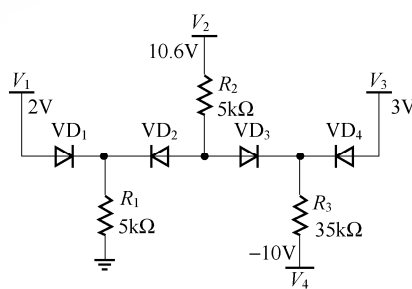 V₂
10.6V
V₁
2V
R₂
5kΩ
V₃
3V
VD₁
VD₂
VD₃
VD₄
R₁
5kΩ
R₃
35kΩ
−10V
V₄